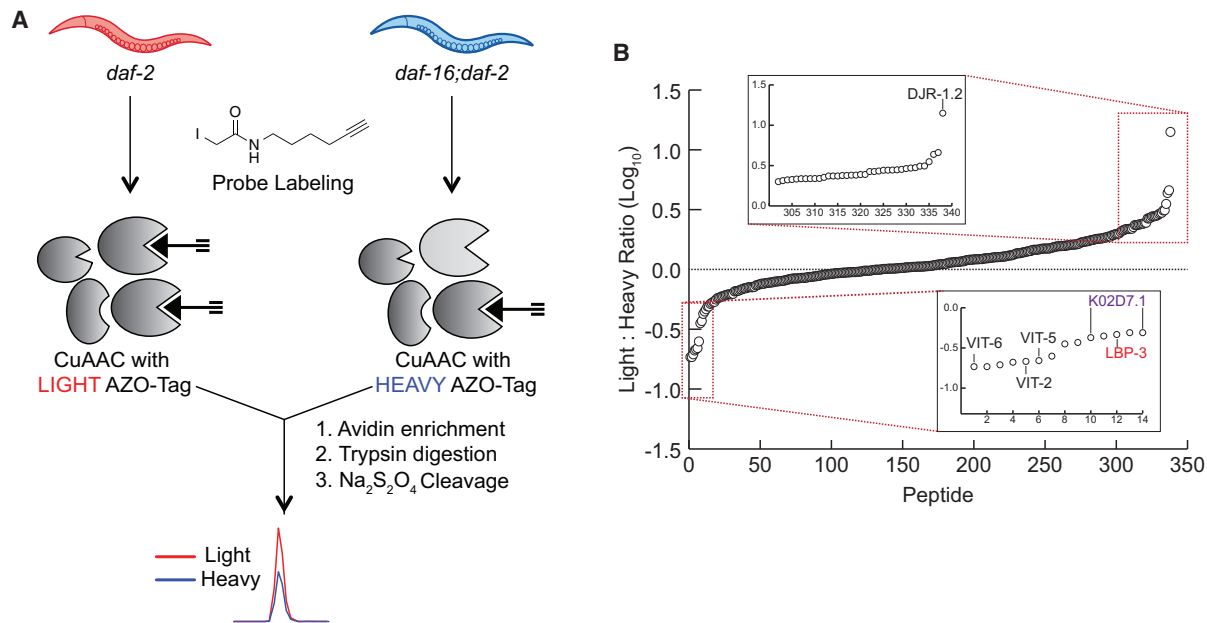 A
daf-2
daf-16;daf-2
I
O
N
H
Probe Labeling
CuAAC with
LIGHT AZO-Tag
CuAAC with
HEAVY AZO-Tag
1. Avidin enrichment
2. Trypsin digestion
3. Na2S2O4 Cleavage
Light
Heavy
B
Light : Heavy Ratio (Log10)
1.5
1.0
0.5
0.0
-0.5
-1.0
-1.5
0 50 100 150 200 250 300 350
Peptide
1.5
1.0
0.5
0.0
305 310 315 320 325 330 335 340
DJR-1.2
K02D7.1
-0.0
-1.0
VIT-6
VIT-5
VIT-2
LBP-3
2 4 6 8 10 12 14